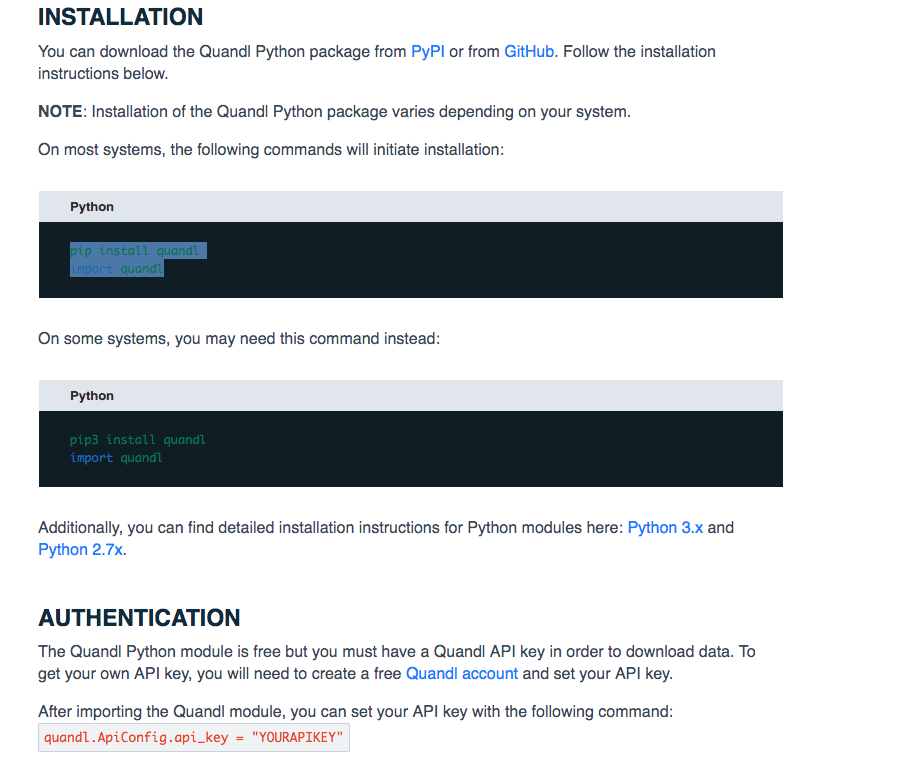 INSTALLATION
You can download the Quandl Python package from PyPI or from GitHub. Follow the installation
instructions below.
NOTE: Installation of the Quandl Python package varies depending on your system.
On most systems, the following commands will initiate installation:
Python
pip install quandl
import quandl
On some systems, you may need this command instead:
Python
pip3 install quandl
import quandl
Additionally, you can find detailed installation instructions for Python modules here: Python 3.x and
Python 2.7x.
AUTHENTICATION
The Quandl Python module is free but you must have a Quandl API key in order to download data. To
get your own API key, you will need to create a free Quandl account and set your API key.
After importing the Quandl module, you can set your API key with the following command:
quandl.ApiConfig.api_key = "YOURAPIKEY"